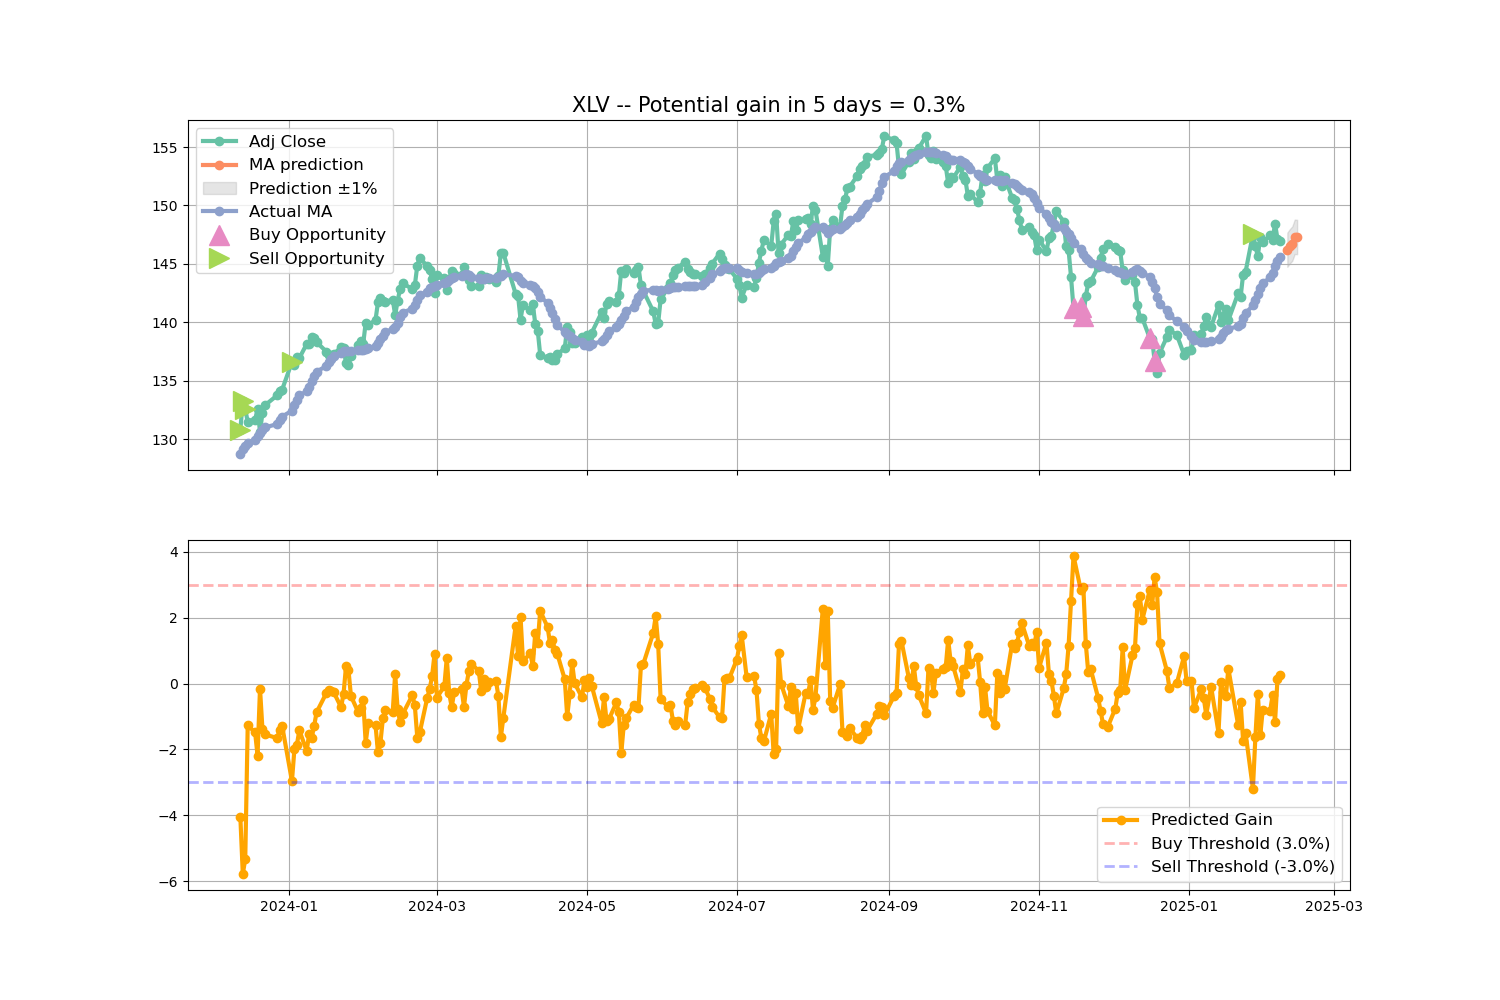 XLV -- Potential gain in 5 days = 0.3%
Adj Close
MA prediction
Prediction ±1%
Actual MA
Buy Opportunity
Sell Opportunity
155
150
145
140
135
130
4
2
0
−2
−4
−6
Predicted Gain
Buy Threshold (3.0%)
Sell Threshold (-3.0%)
2024-01 2024-03 2024-05 2024-07 2024-09 2024-11 2025-01 2025-03